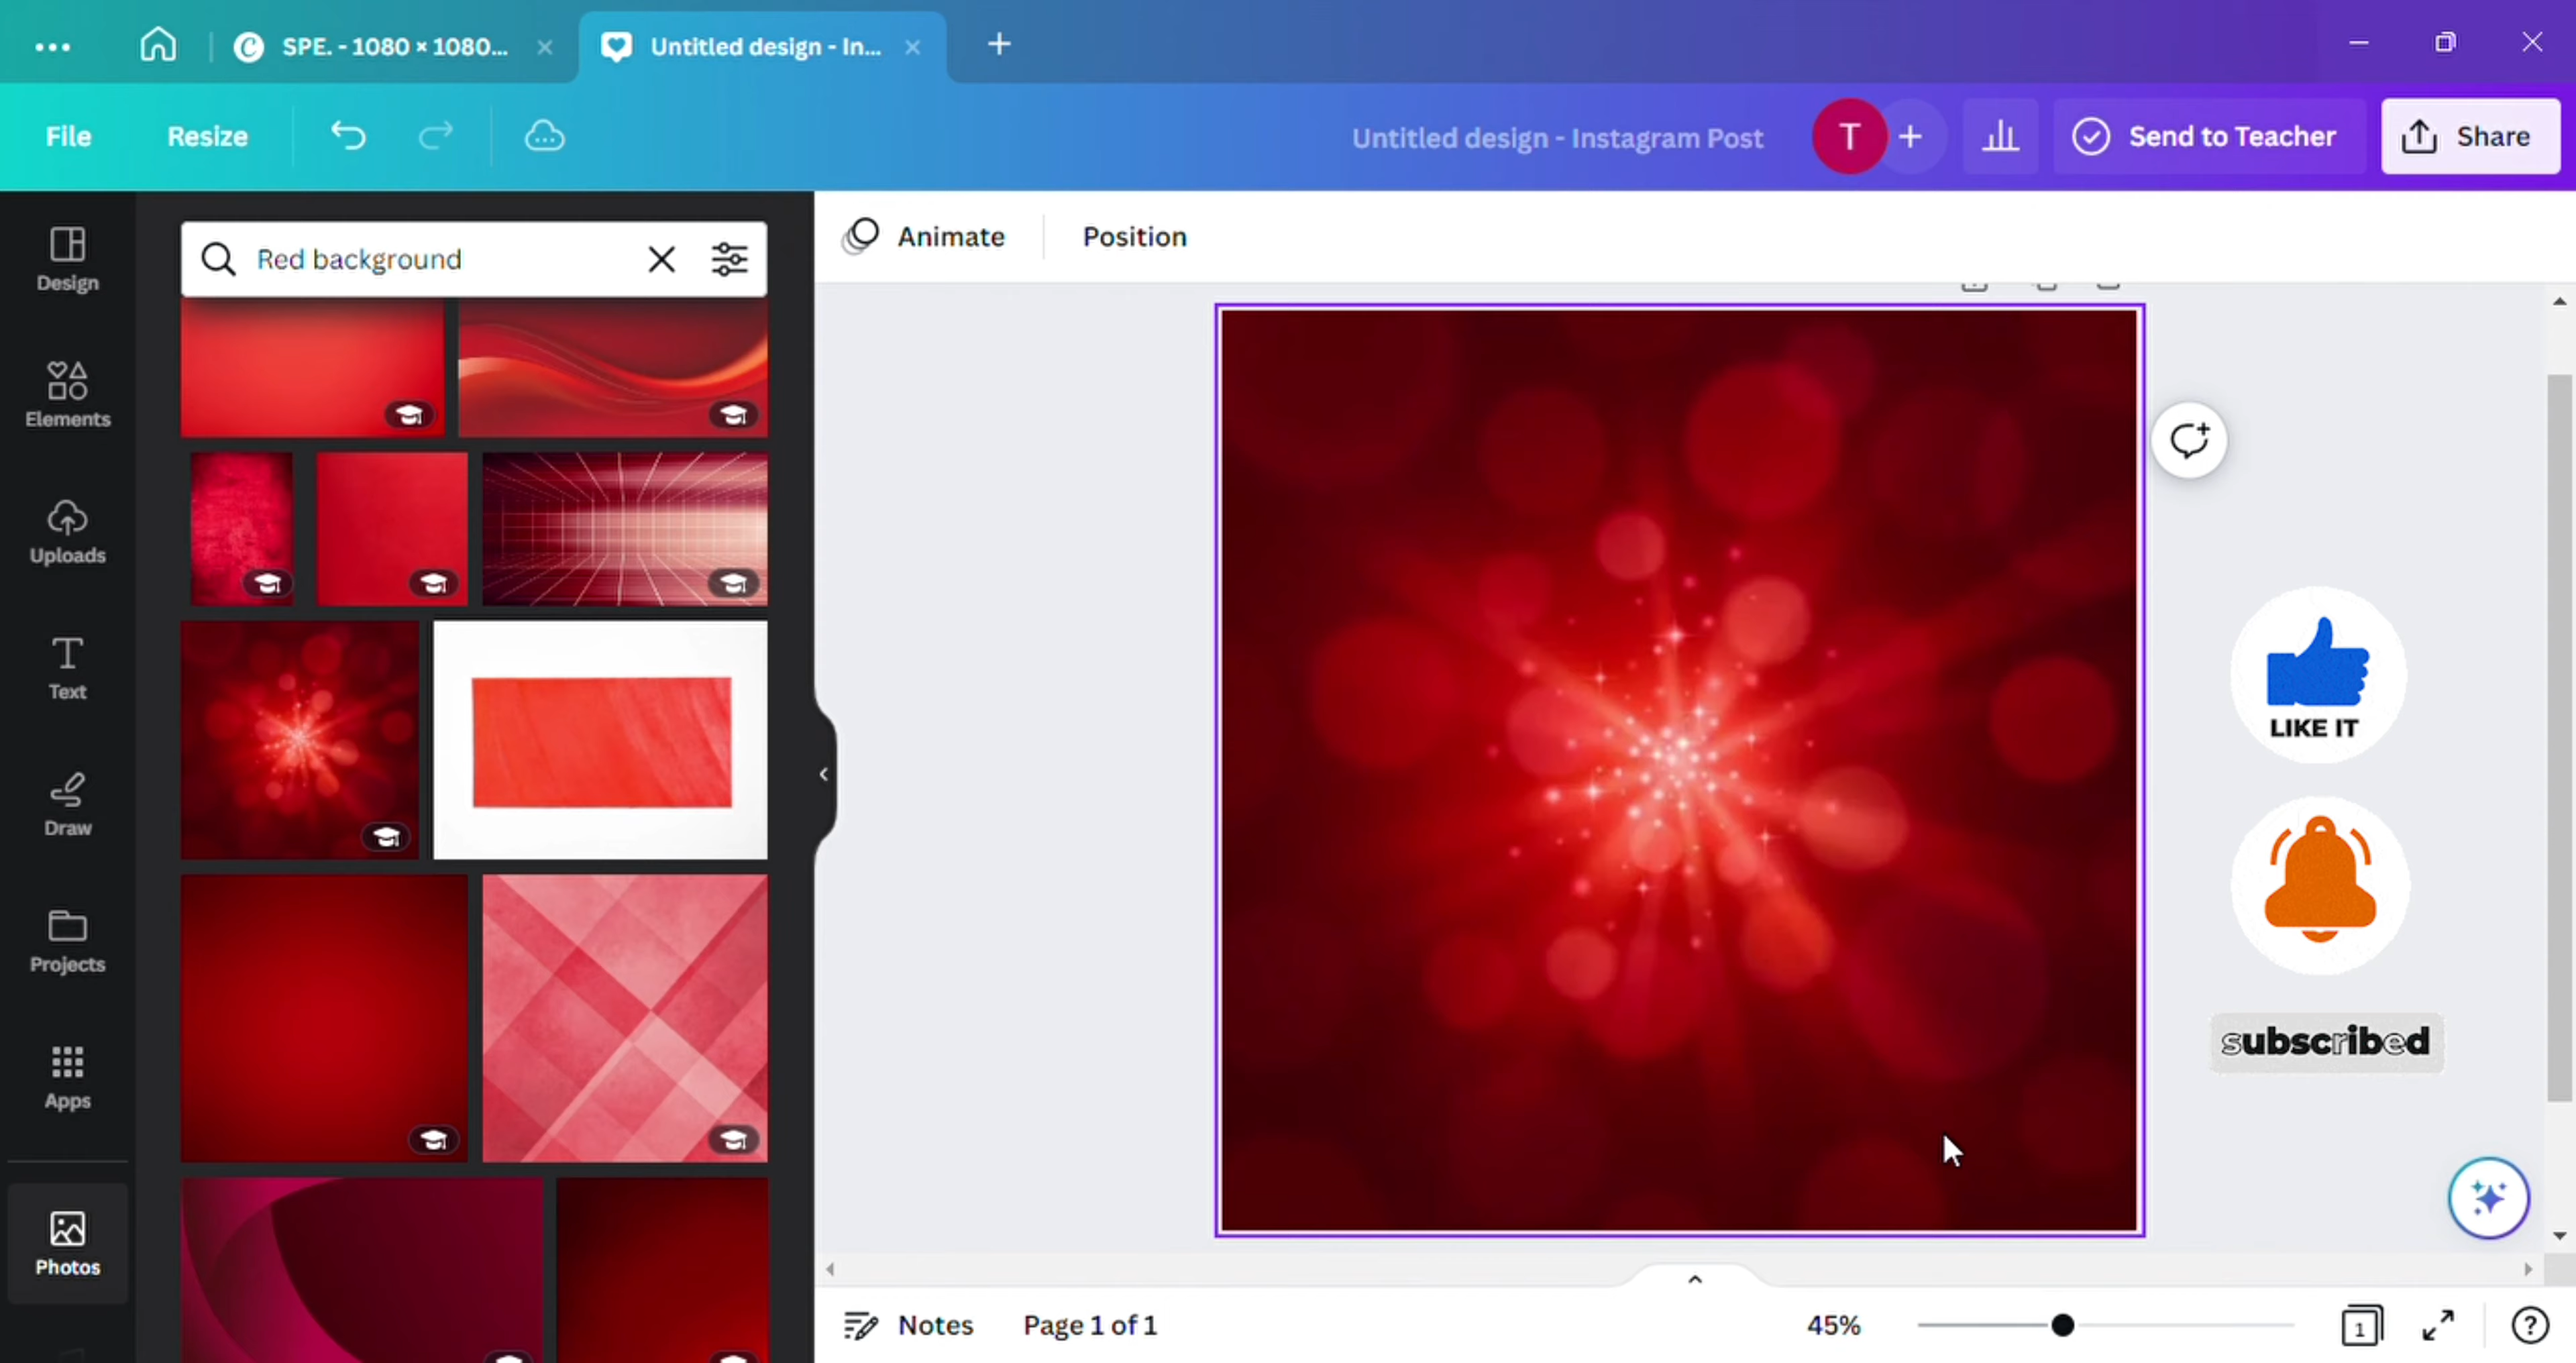 SPE. - 1080 × 1080...
Untitled design - In...
File
Resize
Untitled design - Instagram Post
T
Send to Teacher
Share
Design
Elements
Uploads
Text
Draw
Projects
Apps
Photos
Red background
Animate
Position
LIKE IT
subscribed
Notes
Page 1 of 1
45%
1